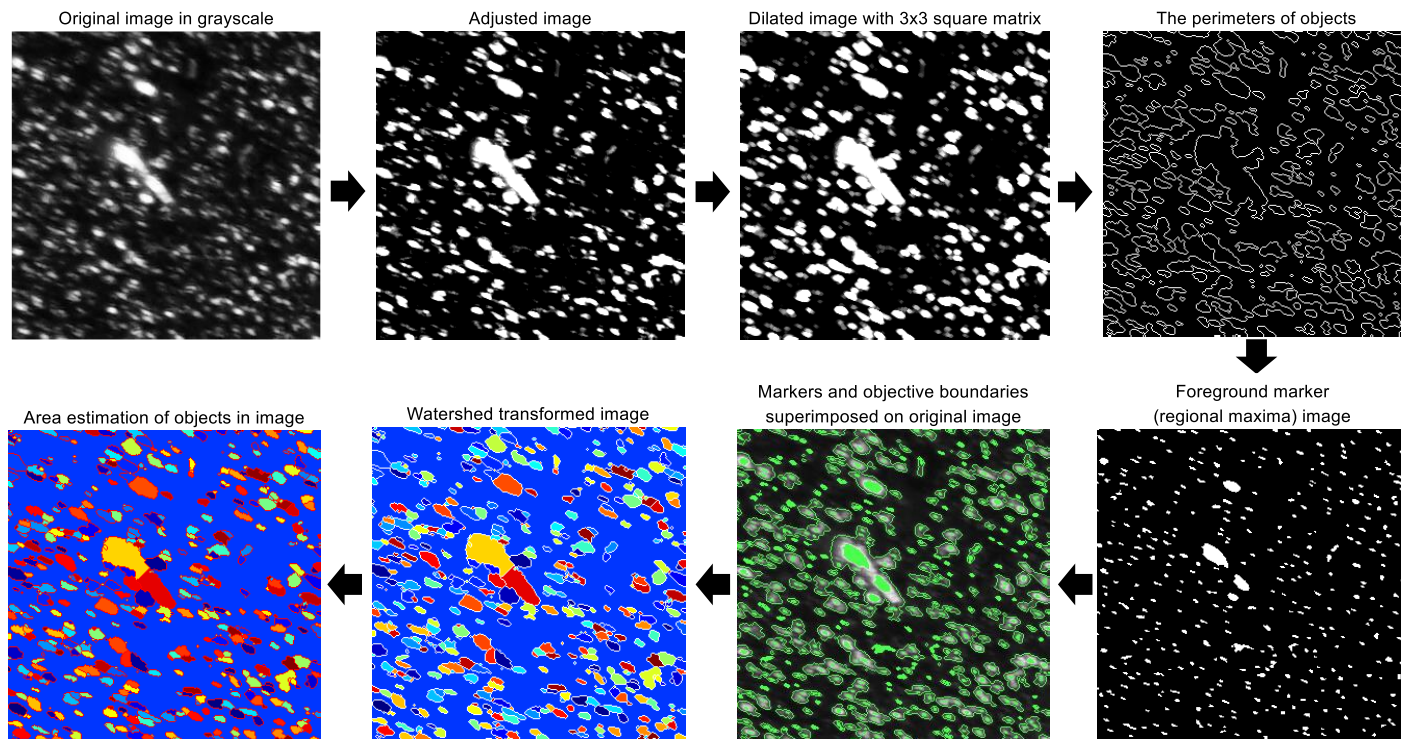 Original image in grayscale
Adjusted image
Dilated image with 3x3 square matrix
The perimeters of objects
Foreground marker
(regional maxima) image
Markers and objective boundaries
superimposed on original image
Watershed transformed image
Area estimation of objects in image